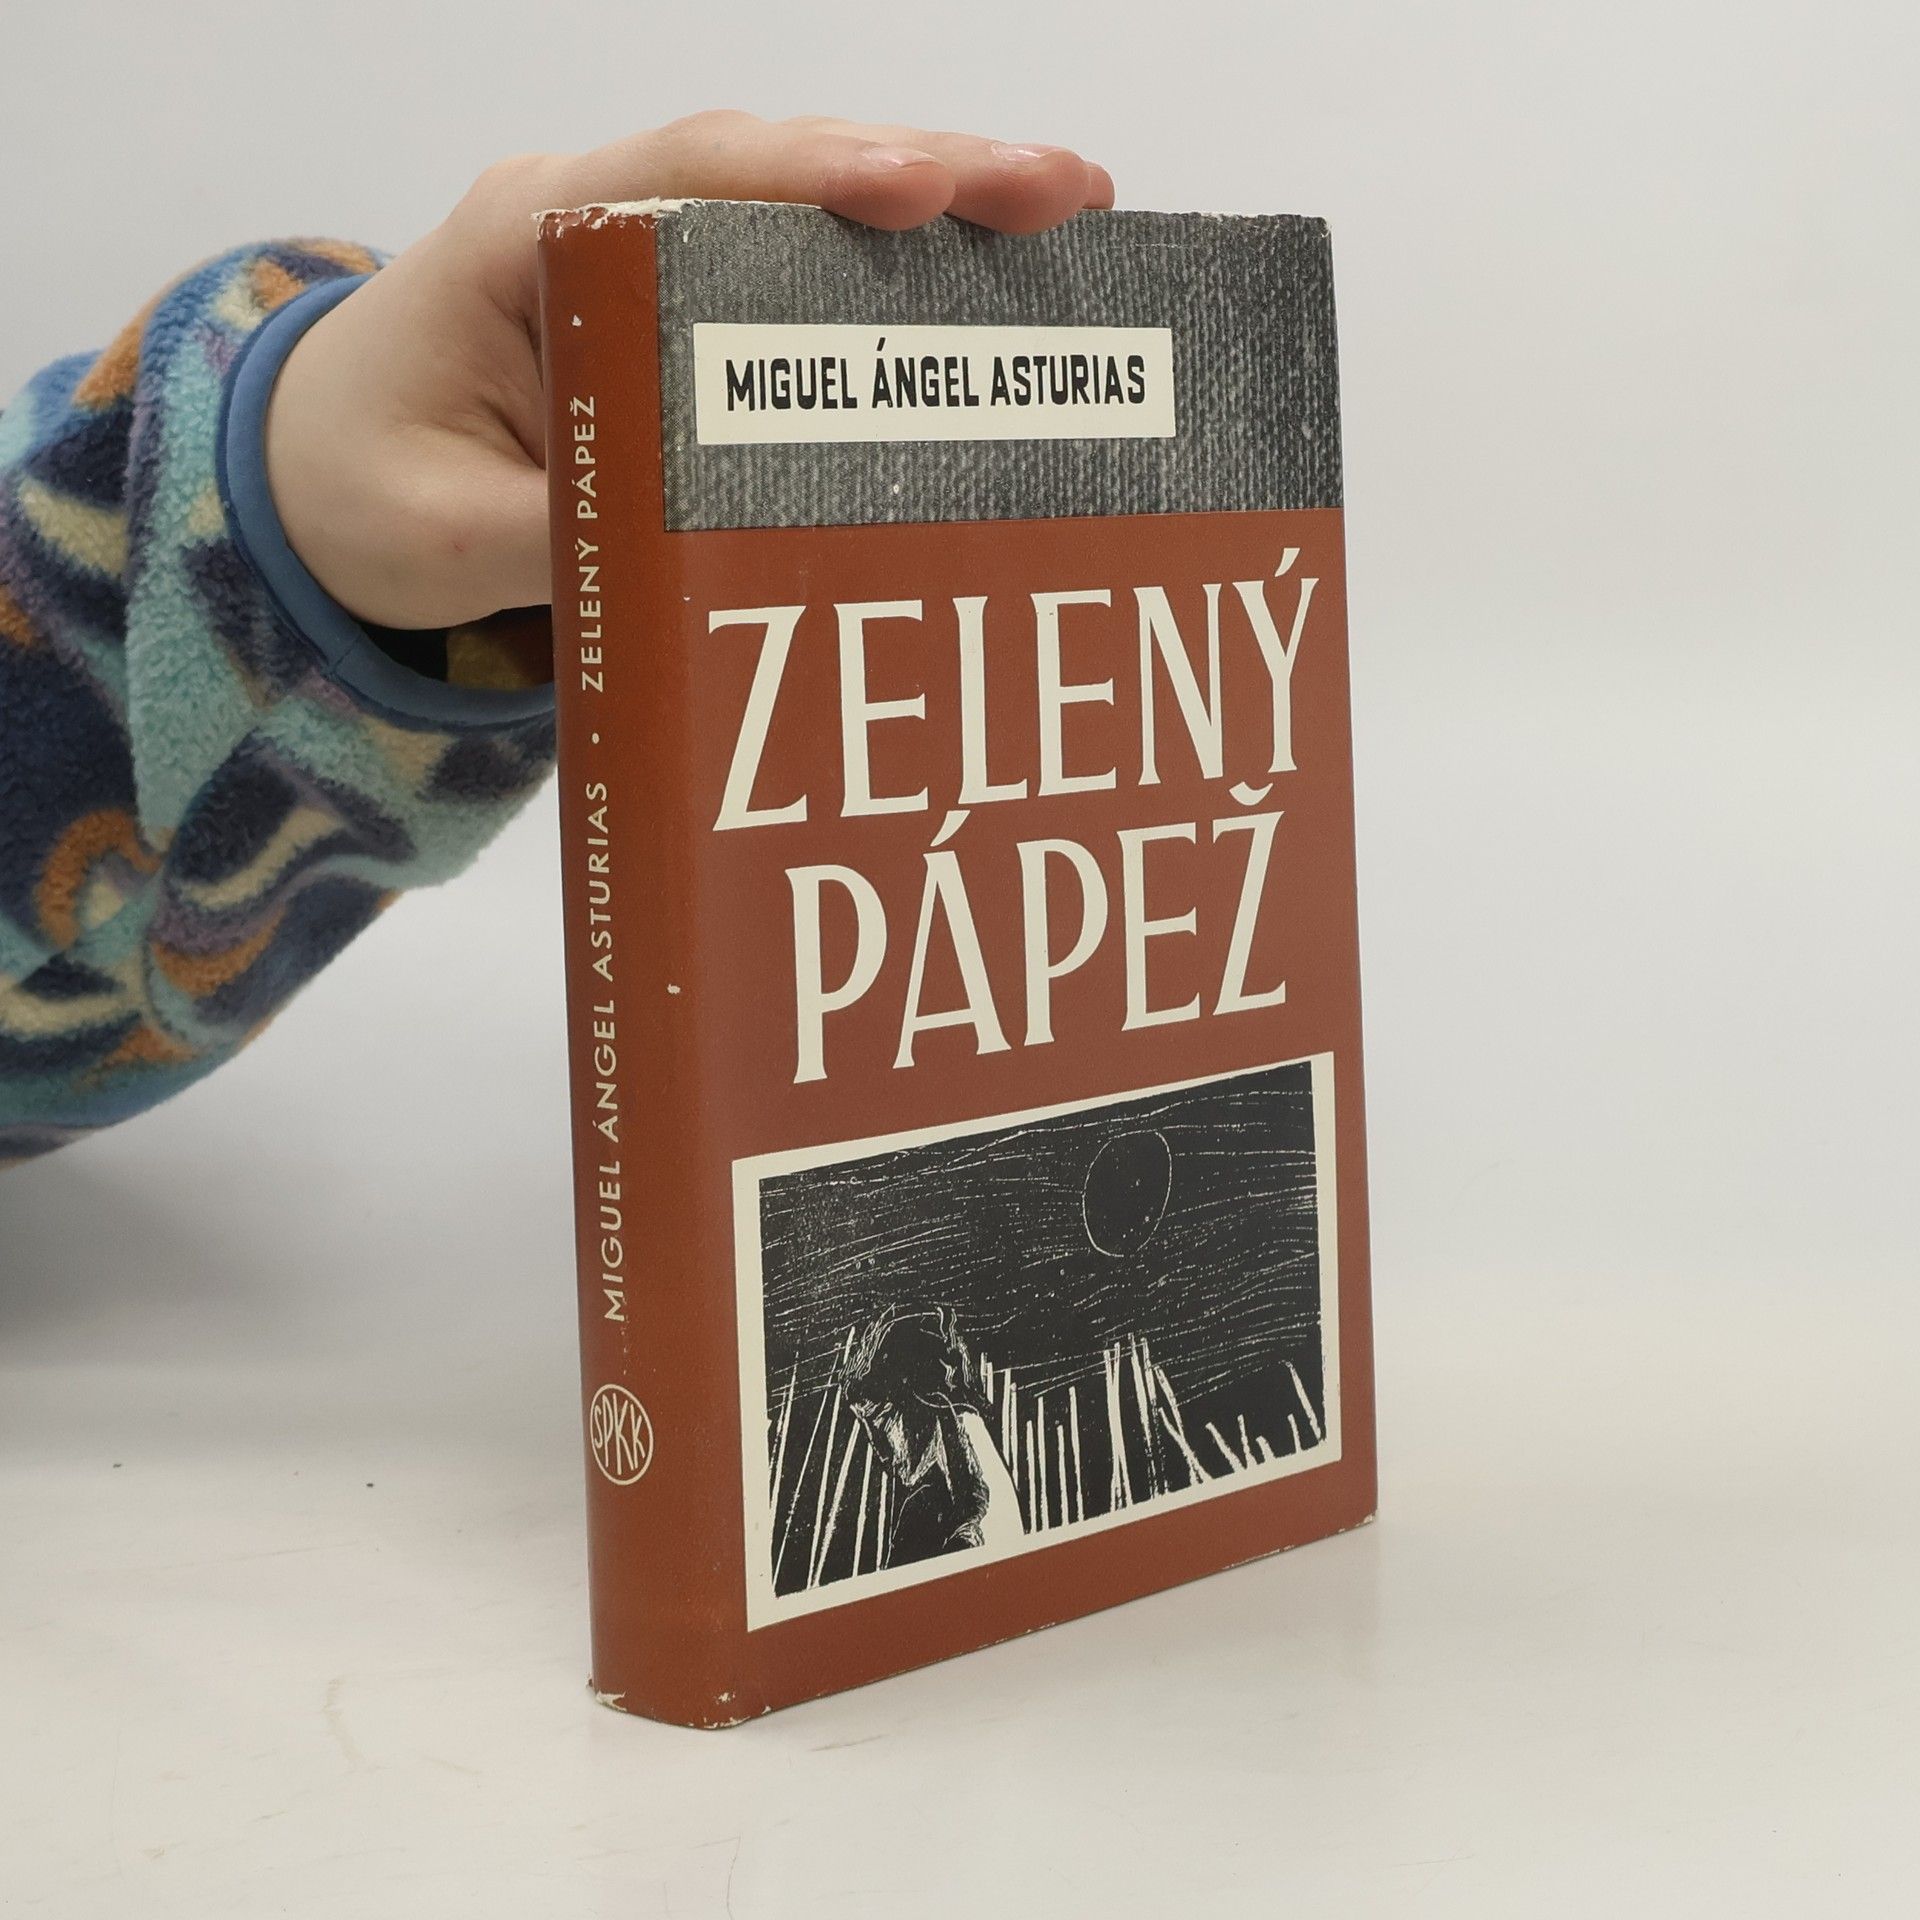 MIGUEL ÁNGEL ASTURIAS
ZELENÝ
PÁPEŽ
MIGUEL ÁNGEL ASTURIAS • ZELENÝ PÁPEŽ
SPKK